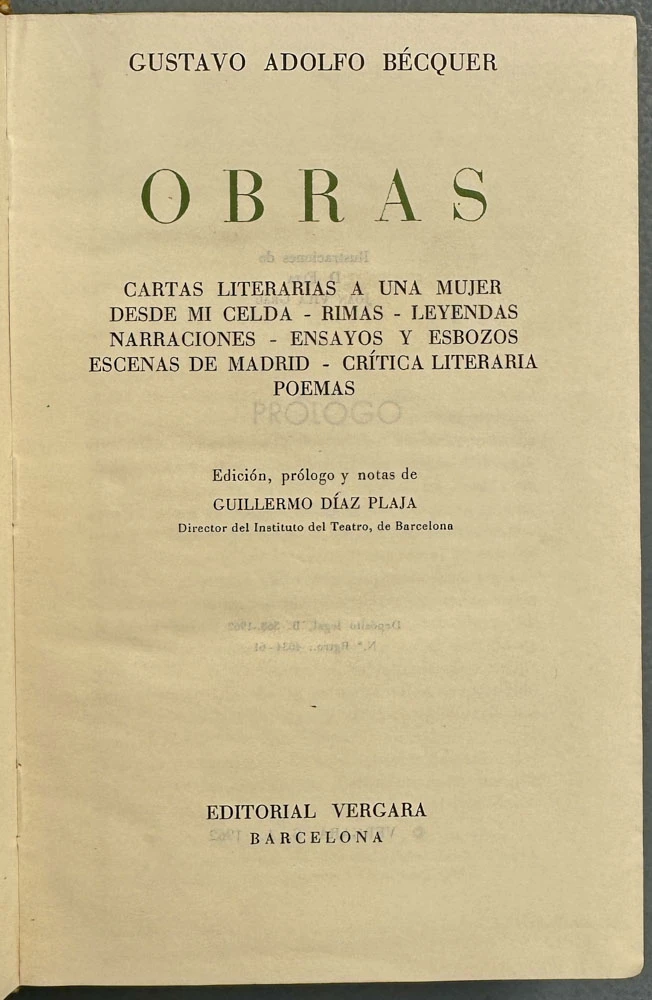 GUSTAVO ADOLFO BÉCQUER
OBRAS
CARTAS LITERARIAS A UNA MUJER
DESDE MI CELDA - RIMAS - LEYENDAS
NARRACIONES - ENSAYOS Y ESBOZOS
ESCENAS DE MADRID - CRÍTICA LITERARIA
POEMAS
PRÓLOGO
Edición, prólogo y notas de
GUILLERMO DÍAZ PLAJA
Director del Instituto del Teatro, de Barcelona
EDITORIAL VERGARA
BARCELONA